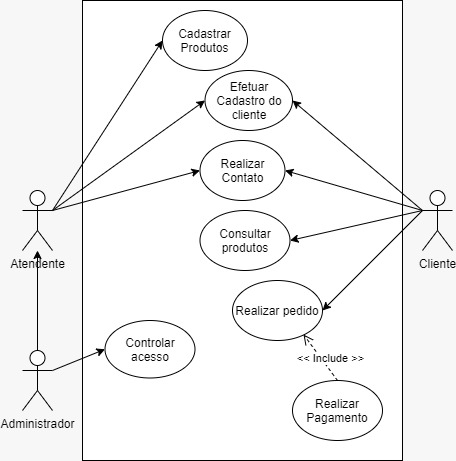 Cadastrar
Produtos
Efetuar
Cadastro do
cliente
Realizar
Contato
Atendente
Consultar
produtos
Cliente
Realizar pedido
Controlar
acesso
<< Include >>
Administrador
Realizar
Pagamento